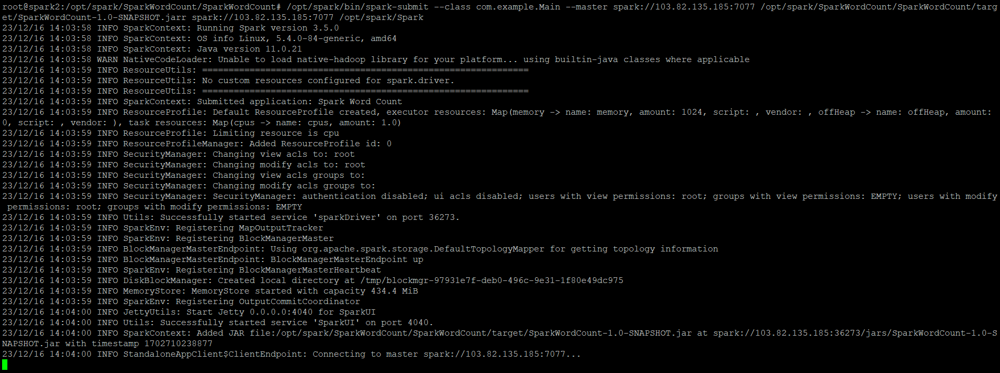 root@spark2:/opt/spark/SparkWordCount/SparkWordCount# /opt/spark/bin/spark-submit --class com.example.Main --master spark://103.82.135.185:7077 /opt/spark/SparkWordCount/SparkWordCount/targ
et/SparkWordCount-1.0-SNAPSHOT.jarr spark://103.82.135.185:7077 /opt/spark/Spark
23/12/16 14:03:58 INFO SparkContext: Running Spark version 3.5.0
23/12/16 14:03:58 INFO SparkContext: OS info Linux, 5.4.0-84-generic, amd64
23/12/16 14:03:58 INFO SparkContext: Java version 11.0.21
23/12/16 14:03:58 WARN NativeCodeLoader: Unable to load native-hadoop library for your platform... using builtin-java classes where applicable
23/12/16 14:03:59 INFO ResourceUtils: ==============================================================
23/12/16 14:03:59 INFO ResourceUtils: No custom resources configured for spark.driver.
23/12/16 14:03:59 INFO ResourceUtils: ==============================================================
23/12/16 14:03:59 INFO SparkContext: Submitted application: Spark Word Count
23/12/16 14:03:59 INFO ResourceProfile: Default ResourceProfile created, executor resources: Map(memory -> name: memory, amount: 1024, script: , vendor: , offHeap -> name: offHeap, amount:
0, script: , vendor: ), task resources: Map(cpus -> name: cpus, amount: 1.0)
23/12/16 14:03:59 INFO ResourceProfile: Limiting resource is cpu
23/12/16 14:03:59 INFO ResourceProfileManager: Added ResourceProfile id: 0
23/12/16 14:03:59 INFO SecurityManager: Changing view acls to: root
23/12/16 14:03:59 INFO SecurityManager: Changing modify acls to: root
23/12/16 14:03:59 INFO SecurityManager: Changing view acls groups to:
23/12/16 14:03:59 INFO SecurityManager: Changing modify acls groups to:
23/12/16 14:03:59 INFO SecurityManager: SecurityManager: authentication disabled; ui acls disabled; users with view permissions: root; groups with view permissions: EMPTY; users with modify
 permissions: root; groups with modify permissions: EMPTY
23/12/16 14:03:59 INFO Utils: Successfully started service 'sparkDriver' on port 36273.
23/12/16 14:03:59 INFO SparkEnv: Registering MapOutputTracker
23/12/16 14:03:59 INFO SparkEnv: Registering BlockManagerMaster
23/12/16 14:03:59 INFO BlockManagerMasterEndpoint: Using org.apache.spark.storage.DefaultTopologyMapper for getting topology information
23/12/16 14:03:59 INFO BlockManagerMasterEndpoint: BlockManagerMasterEndpoint up
23/12/16 14:03:59 INFO SparkEnv: Registering BlockManagerMasterHeartbeat
23/12/16 14:03:59 INFO DiskBlockManager: Created local directory at /tmp/blockmgr-97931e7f-deb0-496c-9e31-1f80e49dc975
23/12/16 14:03:59 INFO MemoryStore: MemoryStore started with capacity 434.4 MiB
23/12/16 14:03:59 INFO SparkEnv: Registering OutputCommitCoordinator
23/12/16 14:04:00 INFO JettyUtils: Start Jetty 0.0.0.0:4040 for SparkUI
23/12/16 14:04:00 INFO Utils: Successfully started service 'SparkUI' on port 4040.
23/12/16 14:04:00 INFO SparkContext: Added JAR file:/opt/spark/SparkWordCount/SparkWordCount/target/SparkWordCount-1.0-SNAPSHOT.jar at spark://103.82.135.185:36273/jars/SparkWordCount-1.0-S
NAPSHOT.jar with timestamp 1702710238877
23/12/16 14:04:00 INFO StandaloneAppClient$ClientEndpoint: Connecting to master spark://103.82.135.185:7077...